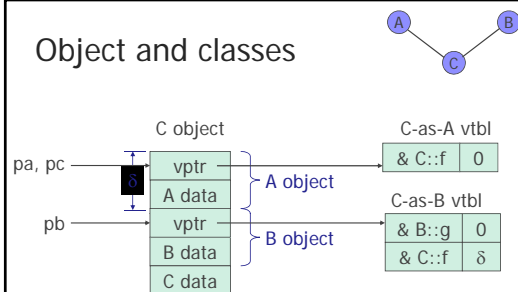 A B
Object and classes
C
C object C-as-A vtbl
pa, pc δ vptr A object & C::f 0
A data
C-as-B vtbl
pb vptr B object & B::g 0
B data & C::f δ
C data